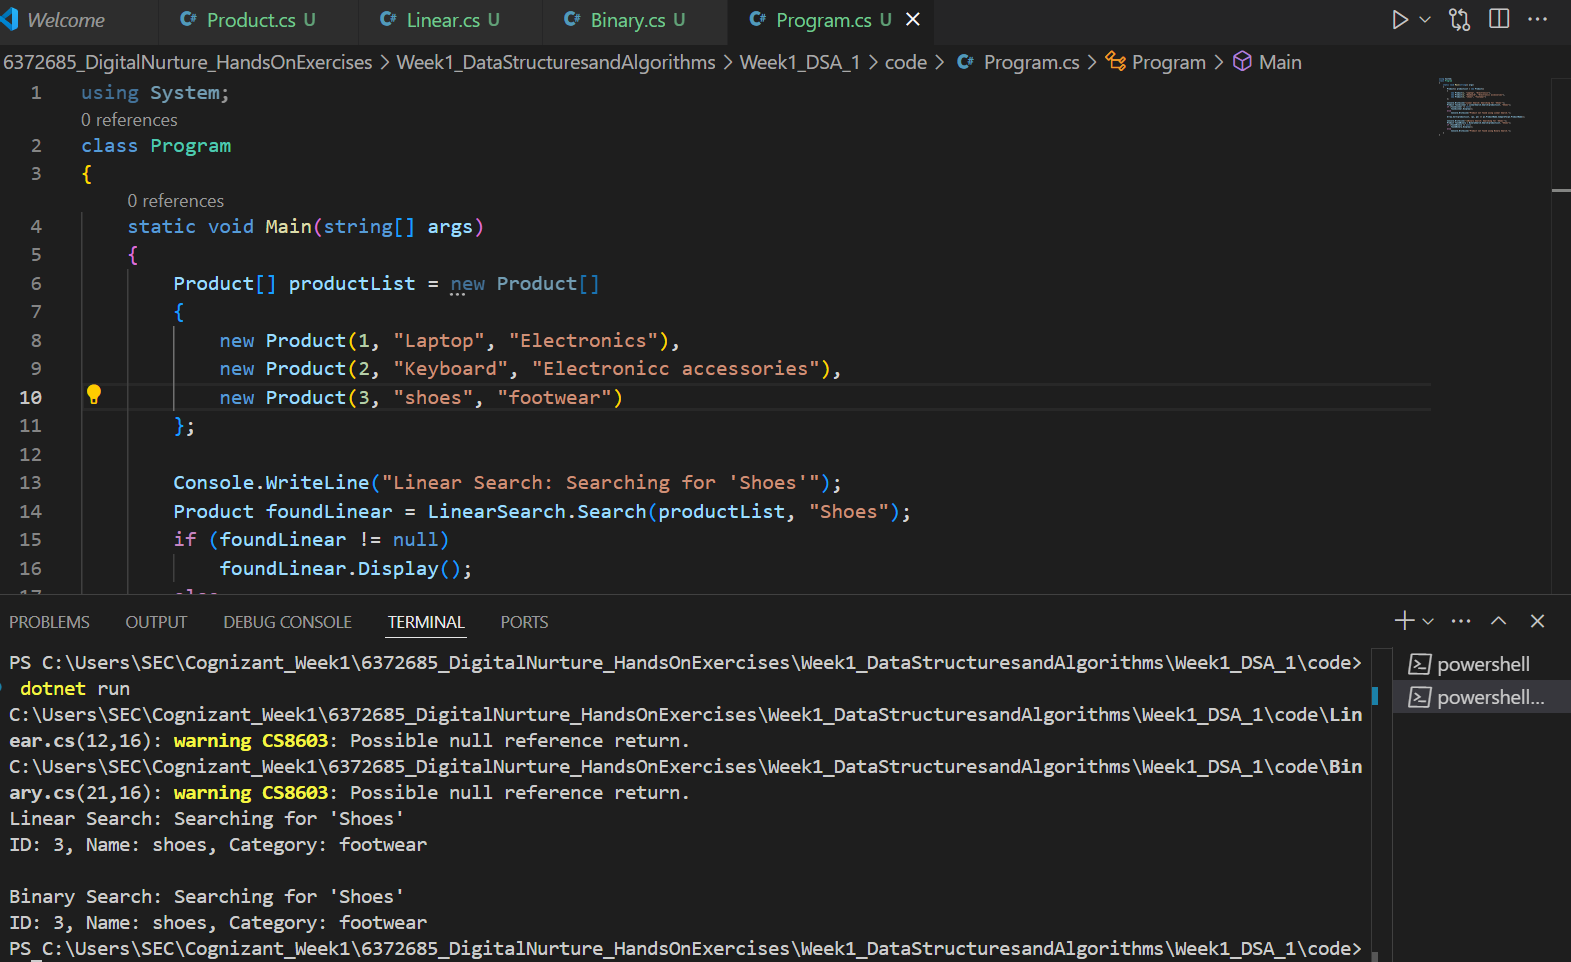 Welcome
C# Product.cs U
C# Linear.cs U
C# Binary.cs U
C# Program.cs U
6372685_DigitalNurture_HandsOnExercises > Week1_DataStructuresandAlgorithms > Week1_DSA_1 > code > C# Program.cs > Program > Main
1 using System;
0 references
2 class Program
3 {
0 references
4 static void Main(string[] args)
5 {
6 Product[] productList = new Product[]
7 {
8 new Product(1, "Laptop", "Electronics"),
9 new Product(2, "Keyboard", "Electronicc accessories"),
10 new Product(3, "shoes", "footwear")
11 };
12
13 Console.WriteLine("Linear Search: Searching for 'Shoes'");
14 Product foundLinear = LinearSearch.Search(productList, "Shoes");
15 if (foundLinear != null)
16 foundLinear.Display();
17 else
PROBLEMS OUTPUT DEBUG CONSOLE TERMINAL PORTS
PS C:\Users\SEC\Cognizant_Week1\6372685_DigitalNurture_HandsOnExercises\Week1_DataStructuresandAlgorithms\Week1_DSA_1\code>
dotnet run
C:\Users\SEC\Cognizant_Week1\6372685_DigitalNurture_HandsOnExercises\Week1_DataStructuresandAlgorithms\Week1_DSA_1\code\Lin
ear.cs(12,16): warning CS8603: Possible null reference return.
C:\Users\SEC\Cognizant_Week1\6372685_DigitalNurture_HandsOnExercises\Week1_DataStructuresandAlgorithms\Week1_DSA_1\code\Bin
ary.cs(21,16): warning CS8603: Possible null reference return.
Linear Search: Searching for 'Shoes'
ID: 3, Name: shoes, Category: footwear
Binary Search: Searching for 'Shoes'
ID: 3, Name: shoes, Category: footwear
PS C:\Users\SEC\Cognizant_Week1\6372685_DigitalNurture_HandsOnExercises\Week1_DataStructuresandAlgorithms\Week1_DSA_1\code>
powershell
powershell...